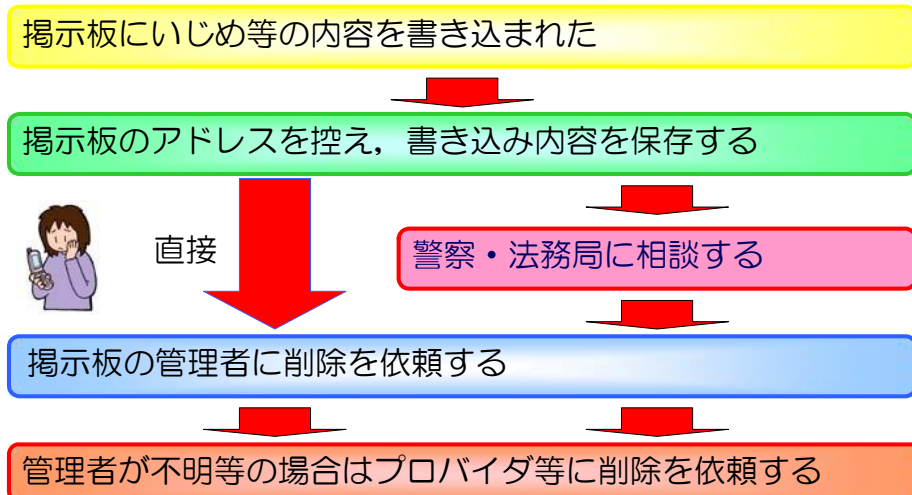 掲示板にいじめ等の内容を書き込まれた
掲示板のアドレスを控え，書き込み内容を保存する
直接
警察・法務局に相談する
掲示板の管理者に削除を依頼する
管理者が不明等の場合はプロバイダ等に削除を依頼する